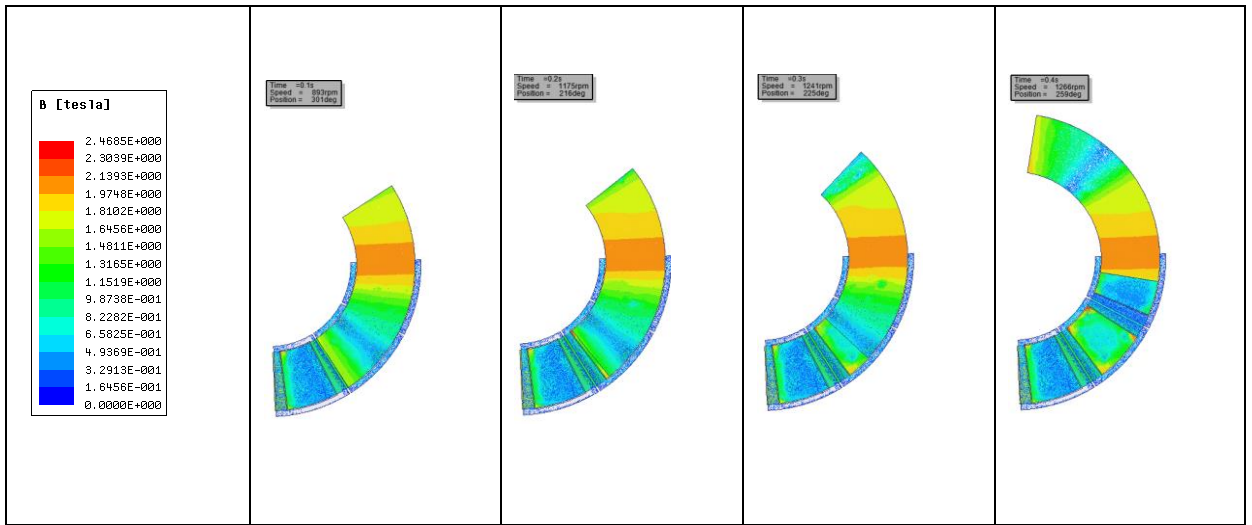 B [tesla]
2.4685E+000
2.3039E+000
2.1393E+000
1.9748E+000
1.8102E+000
1.6456E+000
1.4811E+000
1.3165E+000
1.1519E+000
9.8738E-001
8.2282E-001
6.5825E-001
4.9369E-001
3.2913E-001
1.6456E-001
0.0000E+000
Time =0.1s
Speed = 893rpm
Position = 301deg
Time =0.2s
Speed = 1175rpm
Position = 216deg
Time =0.3s
Speed = 1241rpm
Position = 225deg
Time =0.4s
Speed = 1266rpm
Position = 259deg